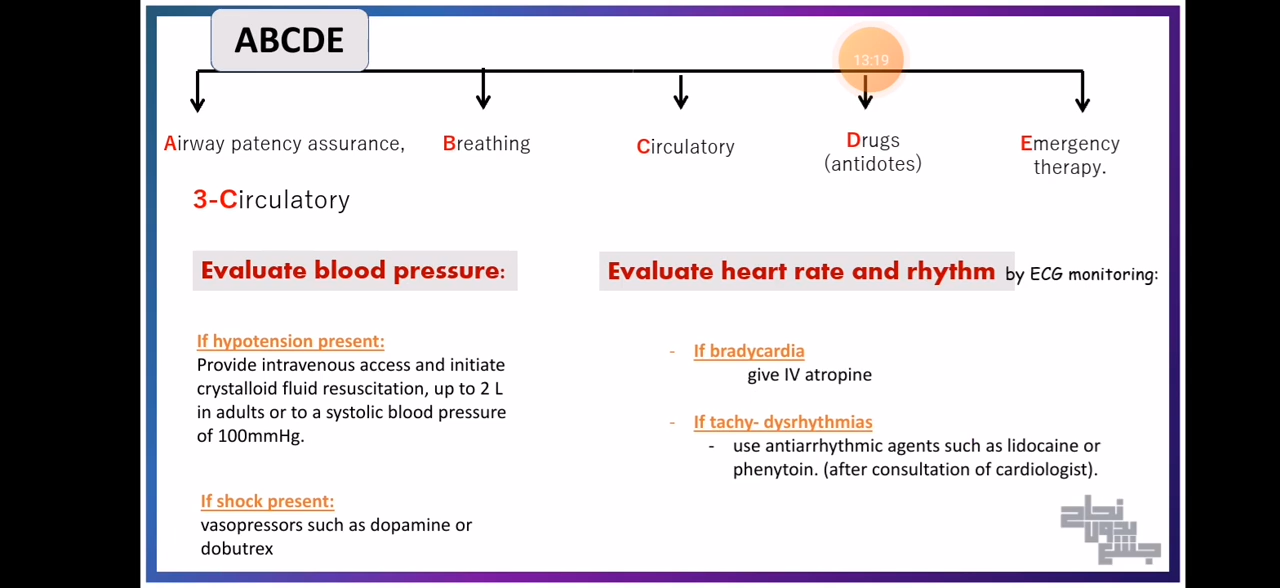 ABCDE
13:19
Airway patency assurance,
Breathing
Circulatory
Drugs
(antidotes)
Emergency
therapy.
3-Circulatory
Evaluate blood pressure:
If hypotension present:
Provide intravenous access and initiate
crystalloid fluid resuscitation, up to 2 L
in adults or to a systolic blood pressure
of 100mmHg.
If shock present:
vasopressors such as dopamine or
dobutrex
Evaluate heart rate and rhythm by ECG monitoring:
- If bradycardia
give IV atropine
- If tachy- dysrhythmias
- use antiarrhythmic agents such as lidocaine or
phenytoin. (after consultation of cardiologist).
نجاح
بدون
جشع